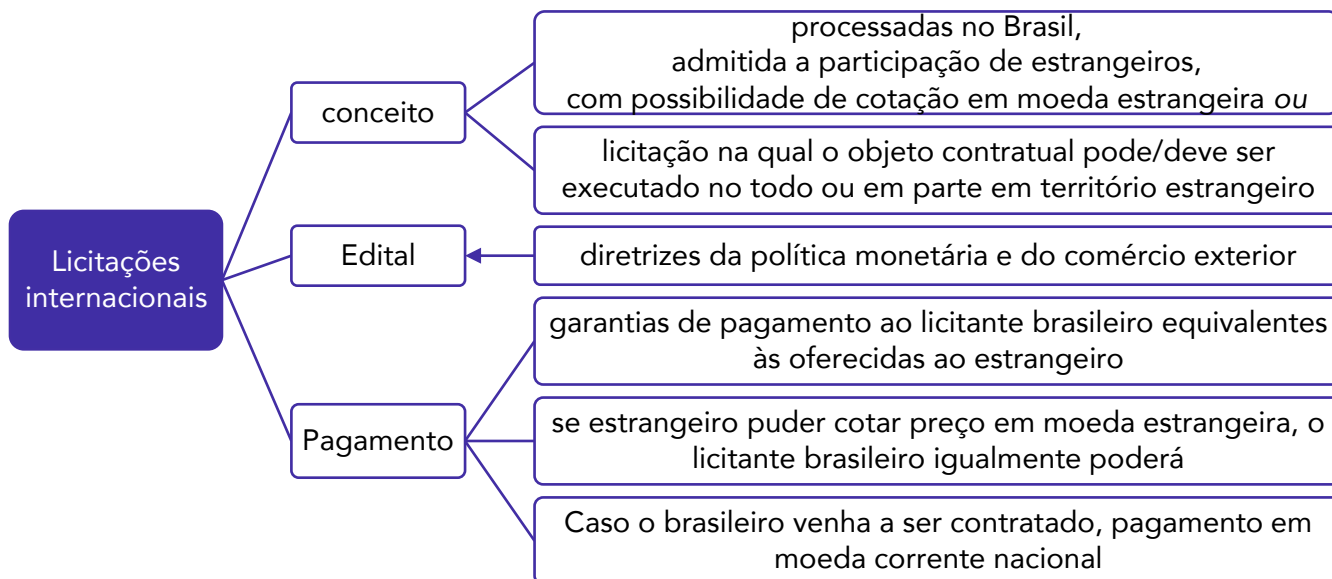 Licitações
internacionais
conceito
processadas no Brasil,
admitida a participação de estrangeiros,
com possibilidade de cotação em moeda estrangeira ou
licitação na qual o objeto contratual pode/deve ser
executado no todo ou em parte em território estrangeiro
Edital
diretrizes da política monetária e do comércio exterior
Pagamento
garantias de pagamento ao licitante brasileiro equivalentes
às oferecidas ao estrangeiro
se estrangeiro puder cotar preço em moeda estrangeira, o
licitante brasileiro igualmente poderá
Caso o brasileiro venha a ser contratado, pagamento em
moeda corrente nacional